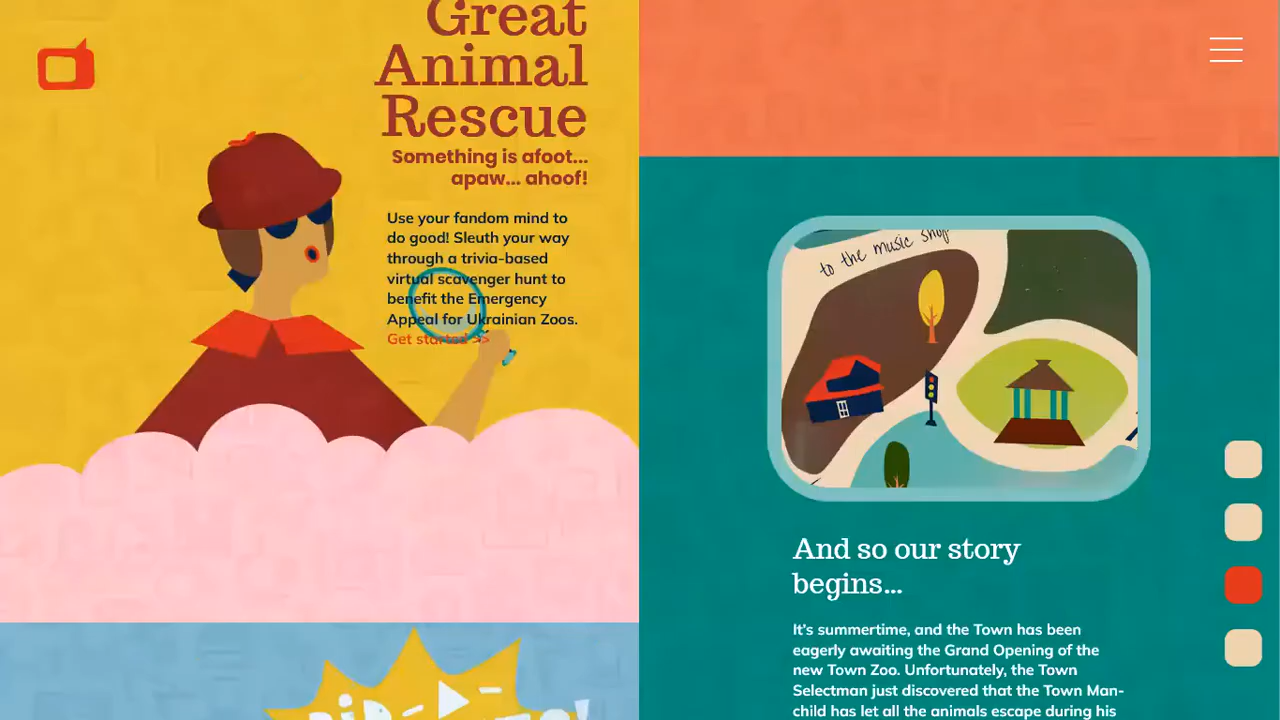 Great
Animal
Rescue
Something is afoot...
apaw... ahoof!
Use your fandom mind to
do good! Sleuth your way
through a trivia-based
virtual scavenger hunt to
benefit the Emergency
Appeal for Ukrainian Zoos.
Get started >>
to the music shop
And so our story
begins...
It's summertime, and the Town has been
eagerly awaiting the Grand Opening of the
new Town Zoo. Unfortunately, the Town
Selectman just discovered that the Town Man-
child has let all the animals escape during his